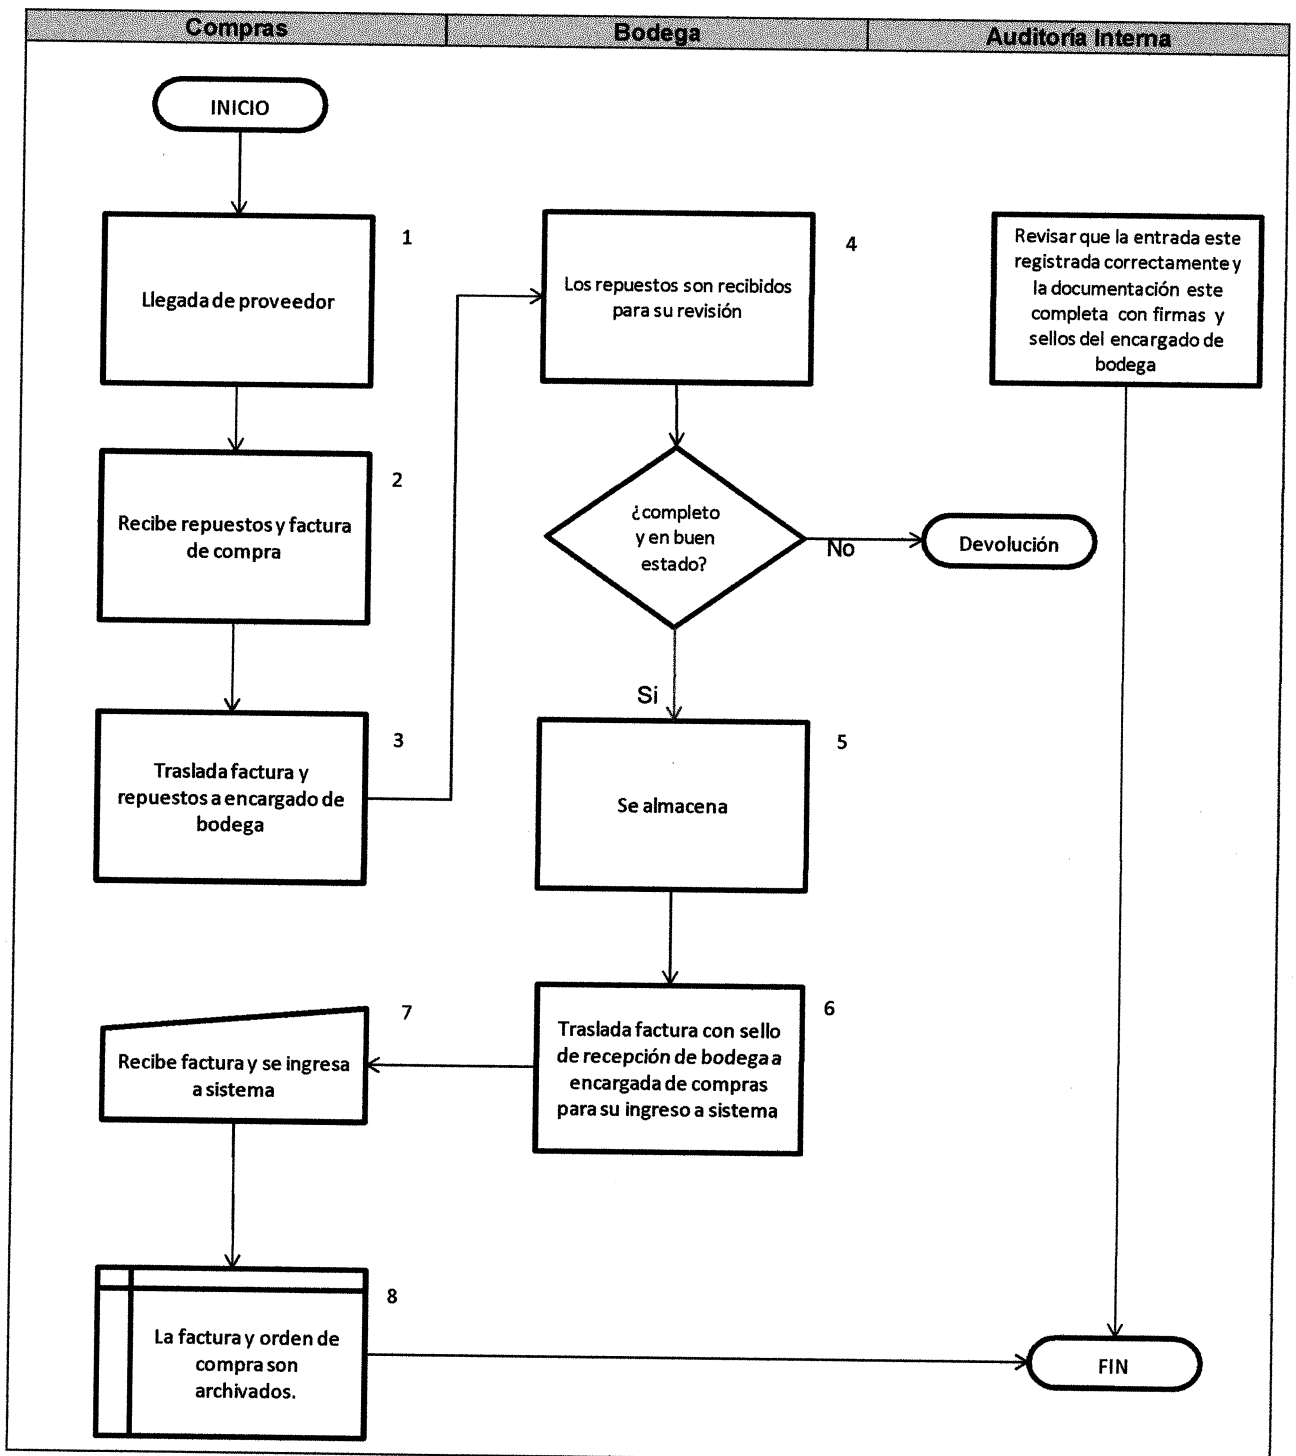 Compras
Bodega
Auditoría Interna
INICIO
1
Llegada de proveedor
2
Recibe repuestos y factura
de compra
3
Traslada factura y
repuestos a encargado de
bodega
4
Los repuestos son recibidos
para su revisión
¿completo
y en buen
estado?
No
Devolución
Si
5
Se almacena
6
Traslada factura con sello
de recepción de bodega a
encargada de compras
para su ingreso a sistema
7
Recibe factura y se ingresa
a sistema
8
La factura y orden de
compra son
archivados.
Revisar que la entrada este
registrada correctamente y
la documentación este
completa con firmas y
sellos del encargado de
bodega
FIN